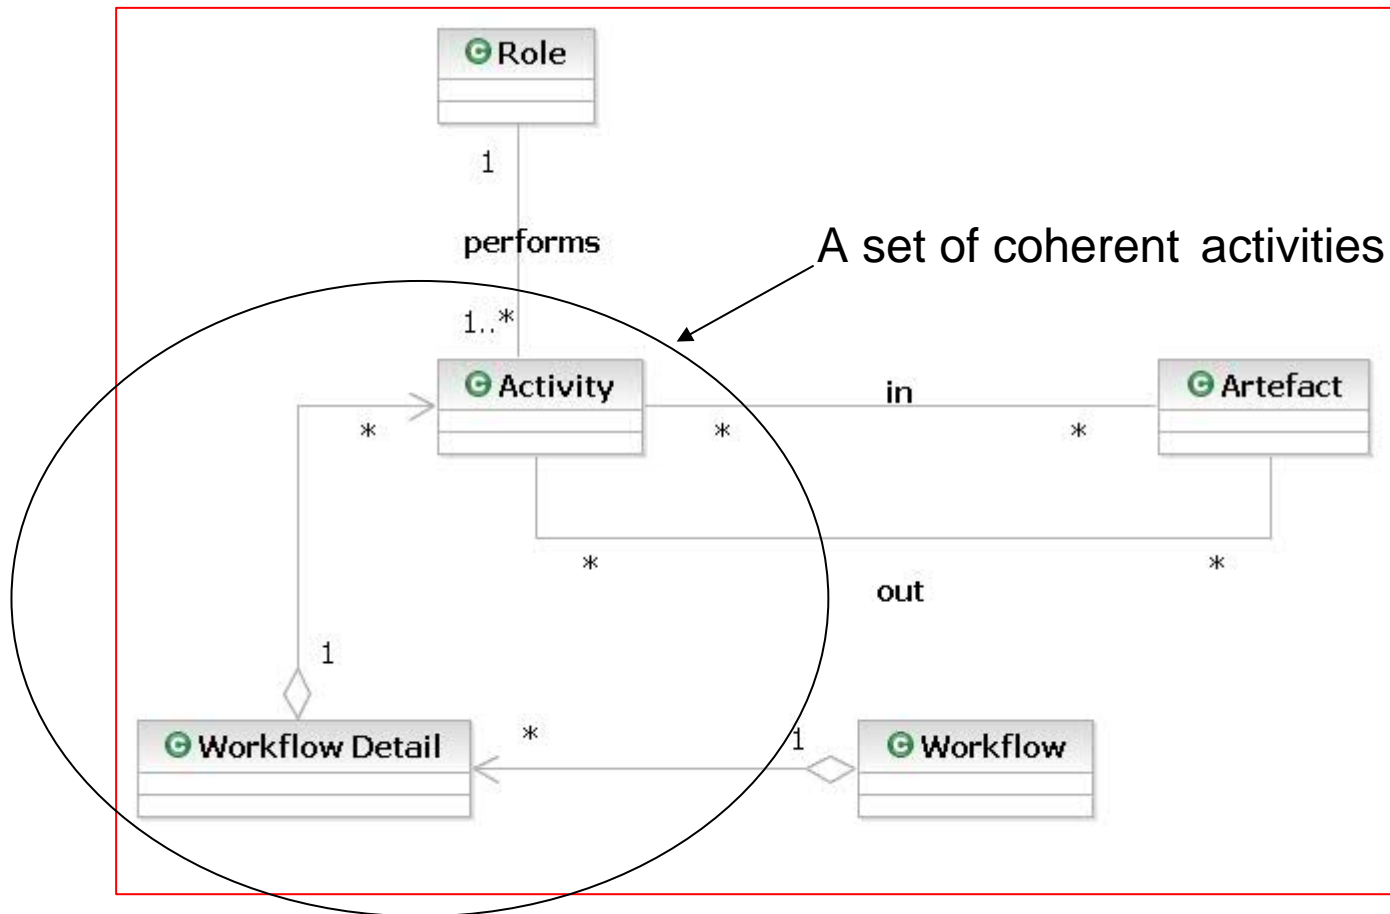 Role
1
performs
A set of coherent activities
1..*
Activity
in
Artefact
*
*
*
*
*
out
1
Workflow Detail
*
1
Workflow